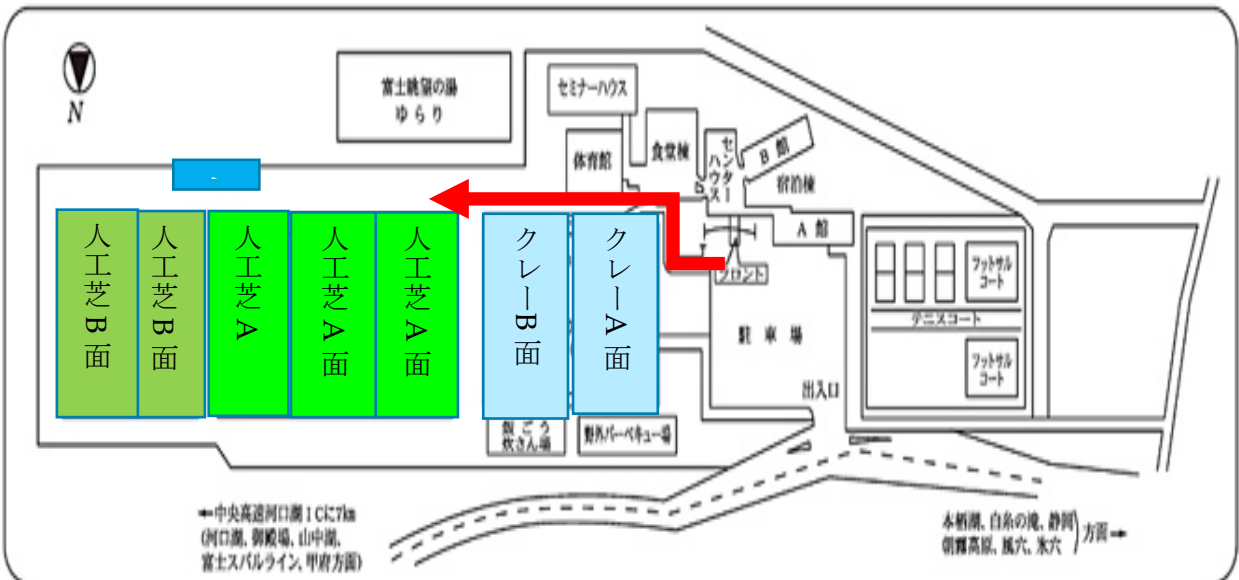 N
富士眺望の湯
ゆらり
セミナーハウス
体育館
食堂棟
センター
ハウス
B館
宿泊棟
A館
フロント
人工芝B面
人工芝B面
人工芝A
人工芝A面
人工芝A面
クレーB面
クレーA面
駐車場
出入口
フットサル
コート
テニスコート
フットサル
コート
飯ごう
炊さん場
野外バーベキュー場
←中央高速河口湖ICに7km
(河口湖、御殿場、山中湖、
富士スバルライン、甲府方面)
本栖湖、白糸の滝、静岡
朝霧高原、風穴、氷穴
方面→